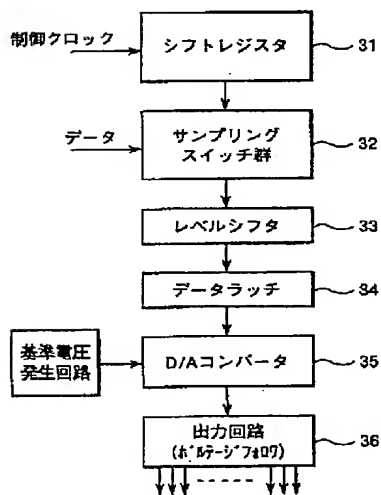 制御クロック
シフトレジスタ
31
データ
サンプリング
スイッチ群
32
レベルシフタ
33
データラッチ
34
基準電圧
発生回路
D/Aコンバータ
35
出力回路
(ﾎﾞﾙﾃｰｼﾞﾌｫﾛﾜ)
36